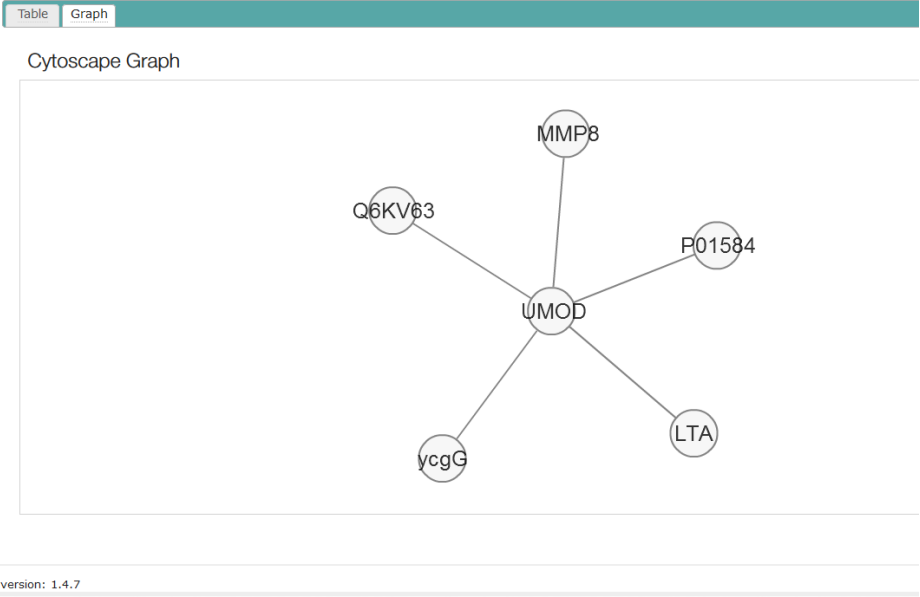 Table Graph
Cytoscape Graph
MMP8
Q6KV63
P01584
UMOD
LTA
ycgG
version: 1.4.7